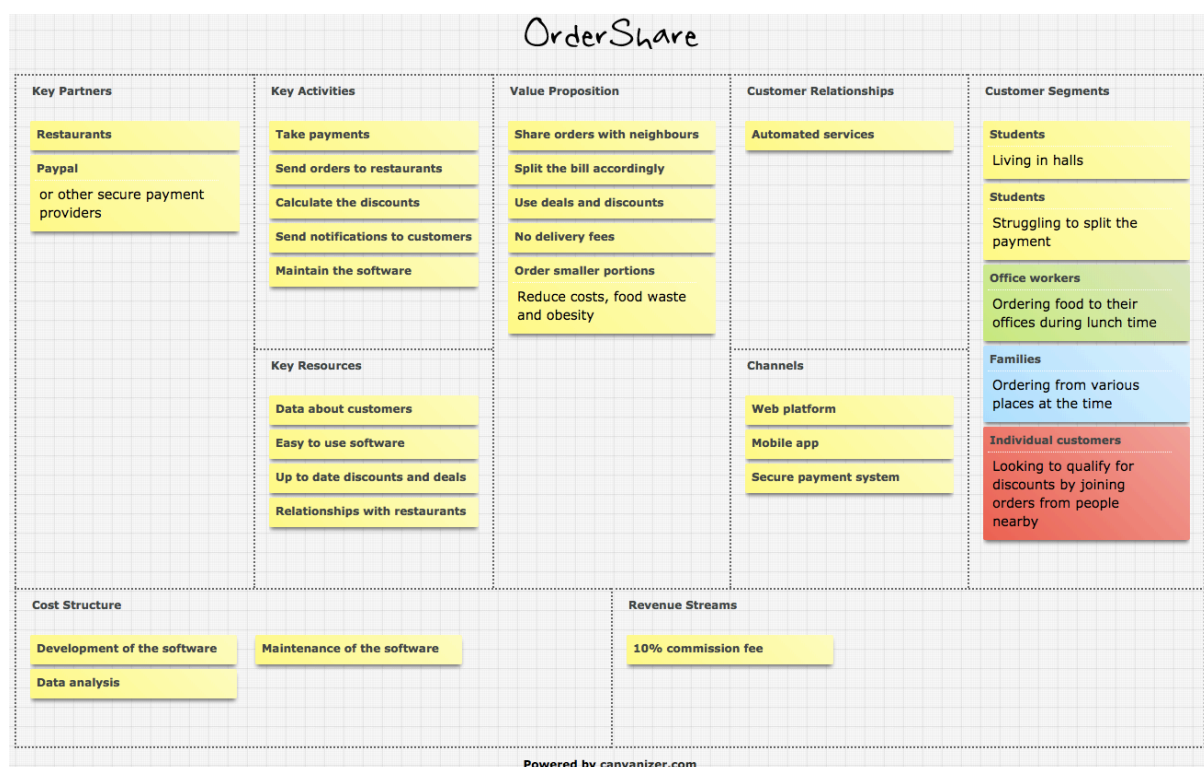 OrderShare
Key Partners
Restaurants
Paypal
or other secure payment
providers
Key Activities
Take payments
Send orders to restaurants
Calculate the discounts
Send notifications to customers
Maintain the software
Key Resources
Data about customers
Easy to use software
Up to date discounts and deals
Relationships with restaurants
Value Proposition
Share orders with neighbours
Split the bill accordingly
Use deals and discounts
No delivery fees
Order smaller portions
Reduce costs, food waste
and obesity
Customer Relationships
Automated services
Channels
Web platform
Mobile app
Secure payment system
Customer Segments
Students
Living in halls
Students
Struggling to split the
payment
Office workers
Ordering food to their
offices during lunch time
Families
Ordering from various
places at the time
Individual customers
Looking to qualify for
discounts by joining
orders from people
nearby
Cost Structure
Development of the software
Maintenance of the software
Data analysis
Revenue Streams
10% commission fee
Powered by canvanizer.com